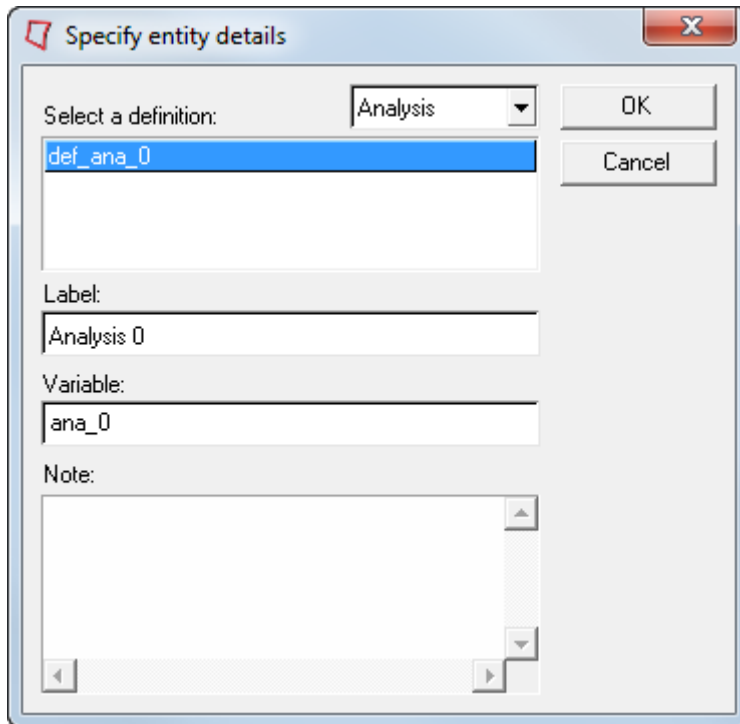 Specify entity details
Select a definition:
Analysis
OK
def_ana_0
Cancel
Label:
Analysis 0
Variable:
ana_0
Note: